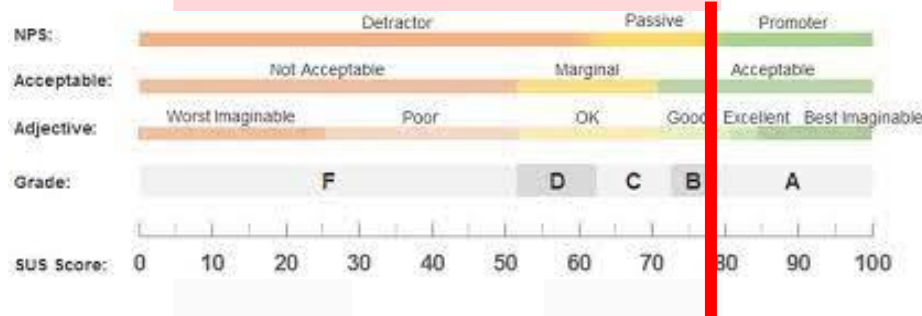 NPS: Detractor Passive Promoter
Acceptable: Not Acceptable Marginal Acceptable
Adjective: Worst Imaginable Poor OK Good Excellent Best Imaginable
Grade: F D C B A
SUS Score: 0 10 20 30 40 50 60 70 80 90 100